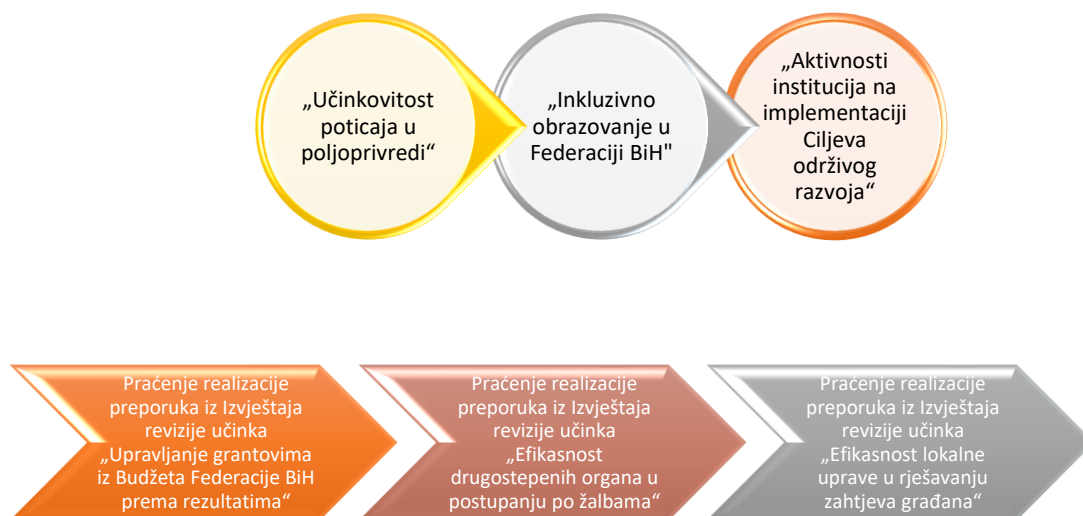 „Učinkovitost
poticaja u
poljoprivredi“
„Inkluzivno
obrazovanje u
Federaciji BiH"
„Aktivnosti
institucija na
implementaciji
Ciljeva
održivog
razvoja“
Praćenje realizacije
preporuka iz Izvještaja
revizije učinka
„Upravljanje grantovima
iz Budžeta Federacije BiH
prema rezultatima“
Praćenje realizacije
preporuka iz Izvještaja
revizije učinka
„Efikasnost
drugostepenih organa u
postupanju po žalbama“
Praćenje realizacije
preporuka iz Izvještaja
revizije učinka
„Efikasnost lokalne
uprave u rješavanju
zahtjeva građana“